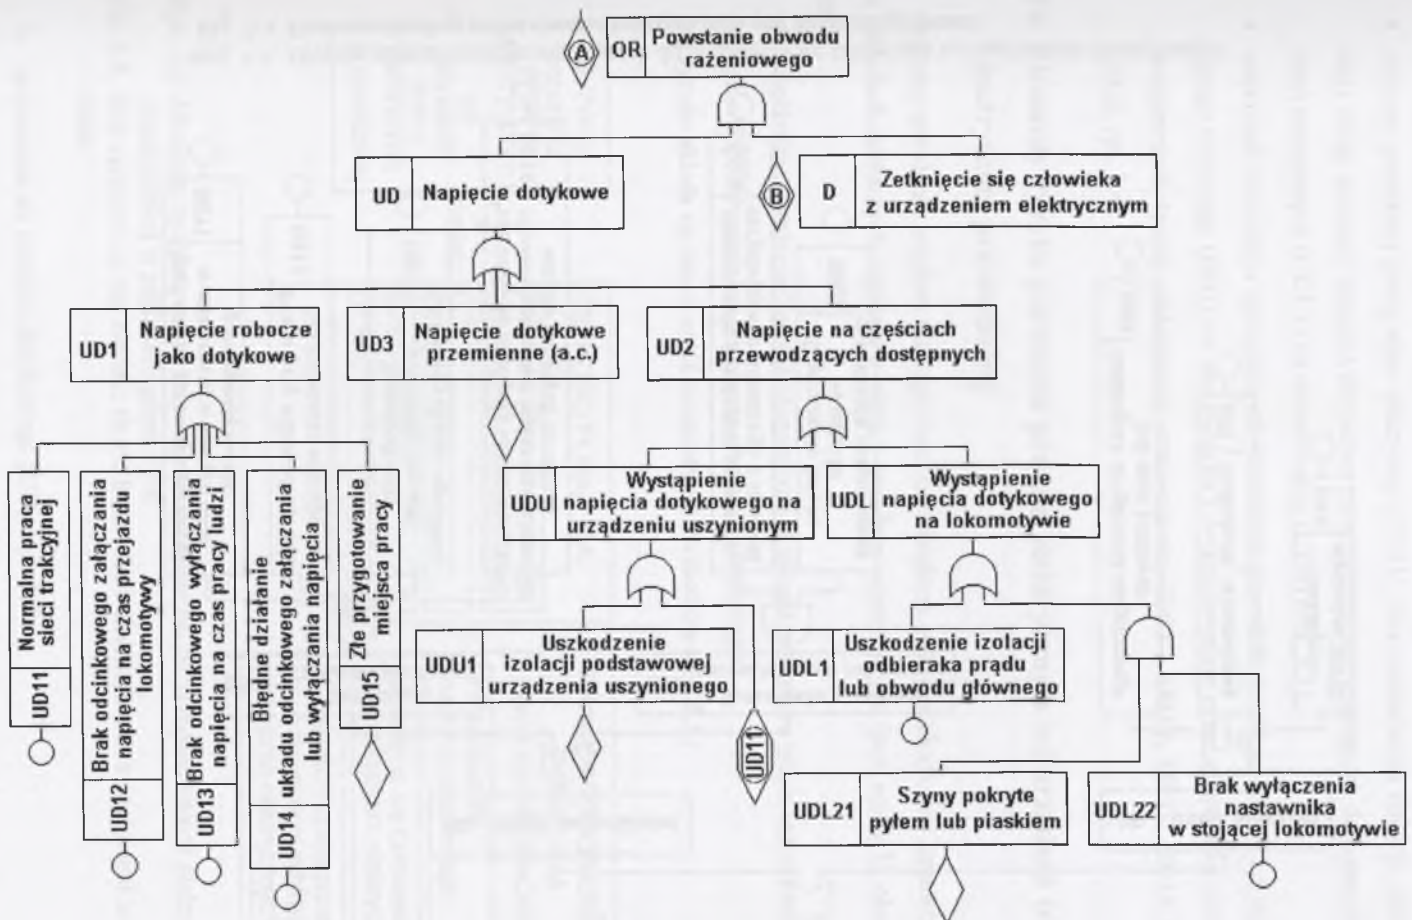 A
OR
Powstanie obwodu
rażeniowego
UD
Napięcie dotykowe
B
D
Zetknięcie się człowieka
z urządzeniem elektrycznym
UD1
Napięcie robocze
jako dotykowe
UD3
Napięcie dotykowe
przemienne (a.c.)
UD2
Napięcie na częściach
przewodzących dostępnych
UD11
Normalna praca
sieci trakcyjnej
UD12
Brak odcinkowego załączania
napięcia na czas przejazdu
lokomotywy
UD13
Brak odcinkowego wyłączania
napięcia na czas pracy ludzi
UD14
Błędne działanie
układu odcinkowego załączania
lub wyłączania napięcia
UD15
Złe przygotowanie
miejsca pracy
UDU
Wystąpienie
napięcia dotykowego na
urządzeniu uszynionym
UDL
Wystąpienie
napięcia dotykowego
na lokomotywie
UDU1
Uszkodzenie
izolacji podstawowej
urządzenia uszynionego
UD11
UDL1
Uszkodzenie izolacji
odbieraka prądu
lub obwodu głównego
UDL21
Szyny pokryte
pyłem lub piaskiem
UDL22
Brak wyłączenia
nastawnika
w stojącej lokomotywie